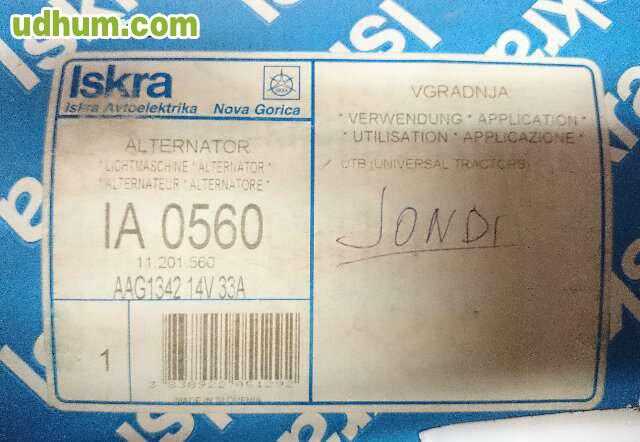 udhum.com
Iskra
Iskra Avtoelektrika Nova Gorica
ALTERNATOR
* LICHTMASCHINE * ALTERNATOR *
* ALTERNATEUR * ALTERNATORE *
IA 0560
11.201.560
AAG1342 14V 33A
1
MADE IN SLOVENIA
VGRADNJA
* VERWENDUNG * APPLICATION *
* UTILISATION * APPLICAZIONE *
UTB (UNIVERSAL TRACTORS)
JONDI